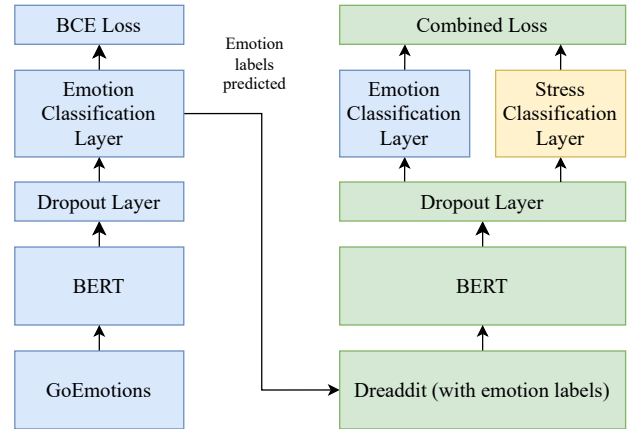 BCE Loss
Emotion
Classification
Layer
Dropout Layer
BERT
GoEmotions
Emotion
labels
predicted
Combined Loss
Emotion
Classification
Layer
Stress
Classification
Layer
Dropout Layer
BERT
Dreaddit (with emotion labels)